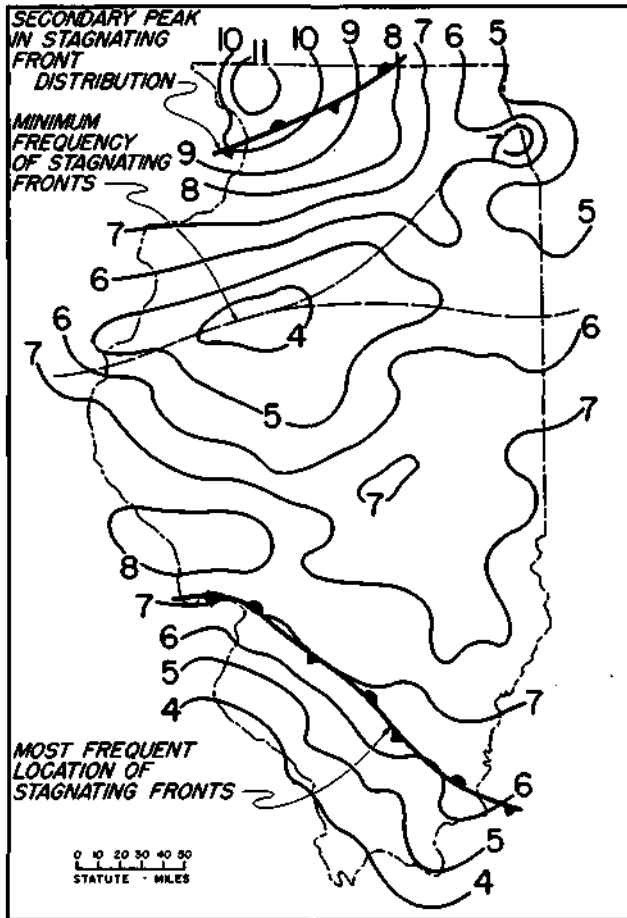 SECONDARY PEAK
IN STAGNATING
FRONT
DISTRIBUTION
10
11
10
9
8
7
6
5
MINIMUM
FREQUENCY
OF STAGNATING
FRONTS
9
8
7
6
5
4
6
7
5
6
7
7
8
7
6
5
4
7
MOST FREQUENT
LOCATION OF
STAGNATING FRONTS
6
5
4
0 10 20 30 40 50
STATUTE - MILES